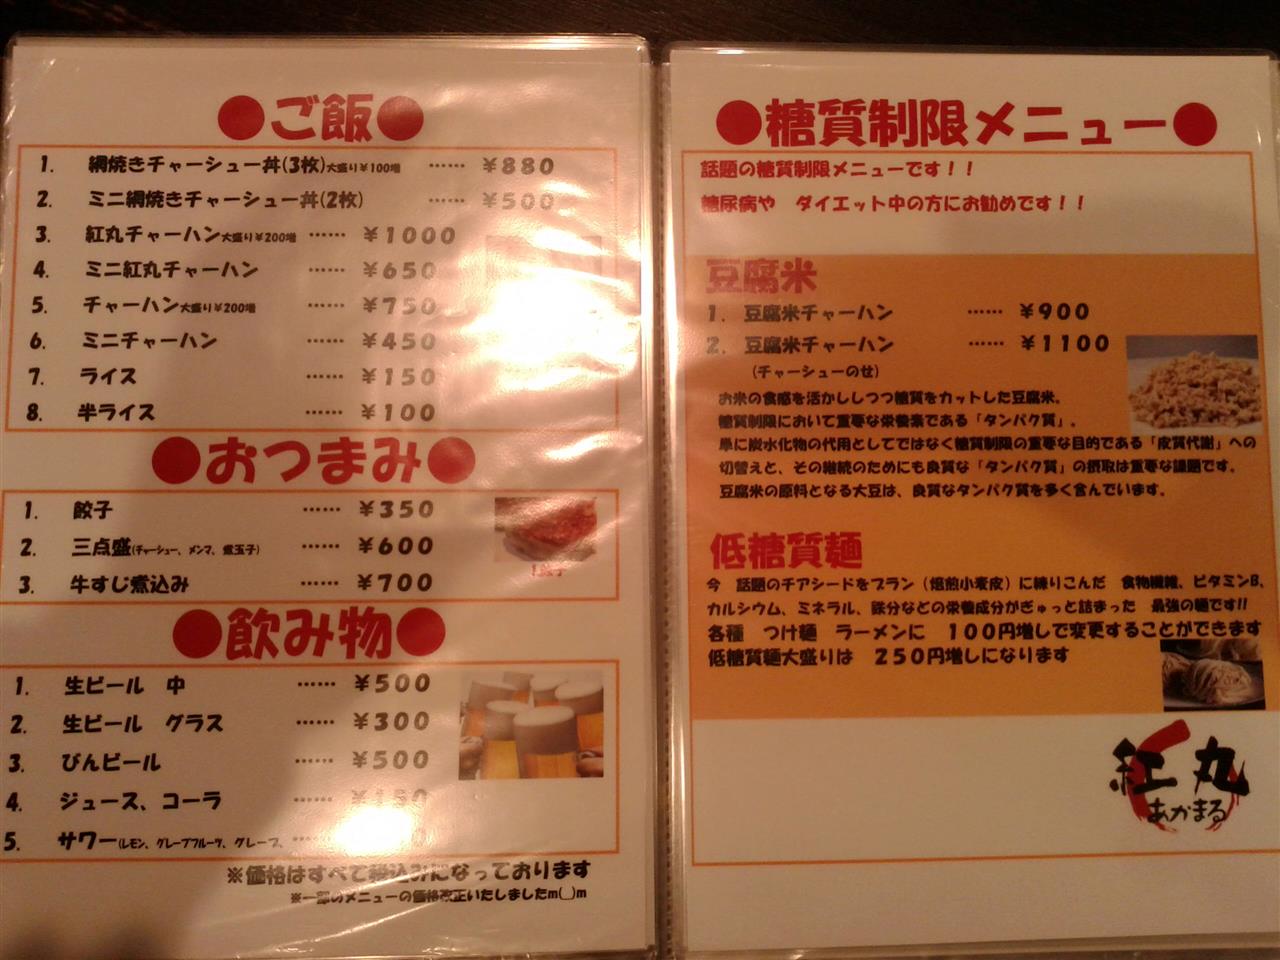 ●ご飯●
1. 網焼きチャーシュー丼(3枚)大盛り¥100増 …… ¥880
2. ミニ網焼きチャーシュー丼(2枚) …… ¥500
3. 紅丸チャーハン大盛り¥200増 …… ¥1000
4. ミニ紅丸チャーハン …… ¥650
5. チャーハン大盛り¥200増 …… ¥750
6. ミニチャーハン …… ¥450
7. ライス …… ¥150
8. 半ライス …… ¥100
●おつまみ●
1. 餃子 …… ¥350
2. 三点盛(チャーシュー、メンマ、煮玉子) …… ¥600
3. 牛すじ煮込み …… ¥700
●飲み物●
1. 生ビール 中 …… ¥500
2. 生ビール グラス …… ¥300
3. びんビール …… ¥500
4. ジュース、コーラ …… ¥150
5. サワー(レモン、グレープフルーツ、グレープ、
※価格はすべて税込みになっております
※一部のメニューの価格改正いたしましたm(_)m
●糖質制限メニュー●
話題の糖質制限メニューです!!
糖尿病や ダイエット中の方にお勧めです!!
豆腐米
1. 豆腐米チャーハン …… ¥900
2. 豆腐米チャーハン …… ¥1100
(チャーシューのせ)
お米の食感を活かしつつ糖質をカットした豆腐米。
糖質制限において重要な栄養素である「タンパク質」。
単に炭水化物の代用としてではなく糖質制限の重要な目的である「皮質代謝」への
切替えと、その継続のためにも良質な「タンパク質」の摂取は重要な課題です。
豆腐米の原料となる大豆は、良質なタンパク質を多く含んでいます。
低糖質麺
今 話題のチアシードをブラン(焙煎小麦皮)に練りこんだ 食物繊維、ビタミンB、
カルシウム、ミネラル、鉄分などの栄養成分がぎゅっと詰まった 最強の麺です!!
各種 つけ麺 ラーメンに 100円増しで変更することができます
低糖質麺大盛りは 250円増しになります
紅丸
あかまる